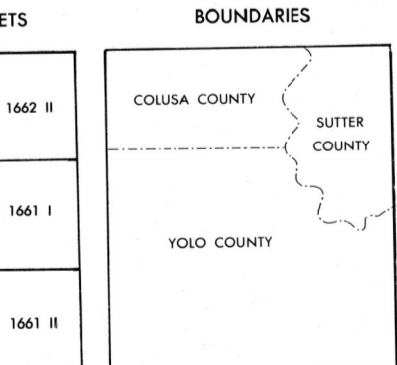 ETS
BOUNDARIES
1662 II
1661 I
1661 II
COLUSA COUNTY
SUTTER
COUNTY
YOLO COUNTY